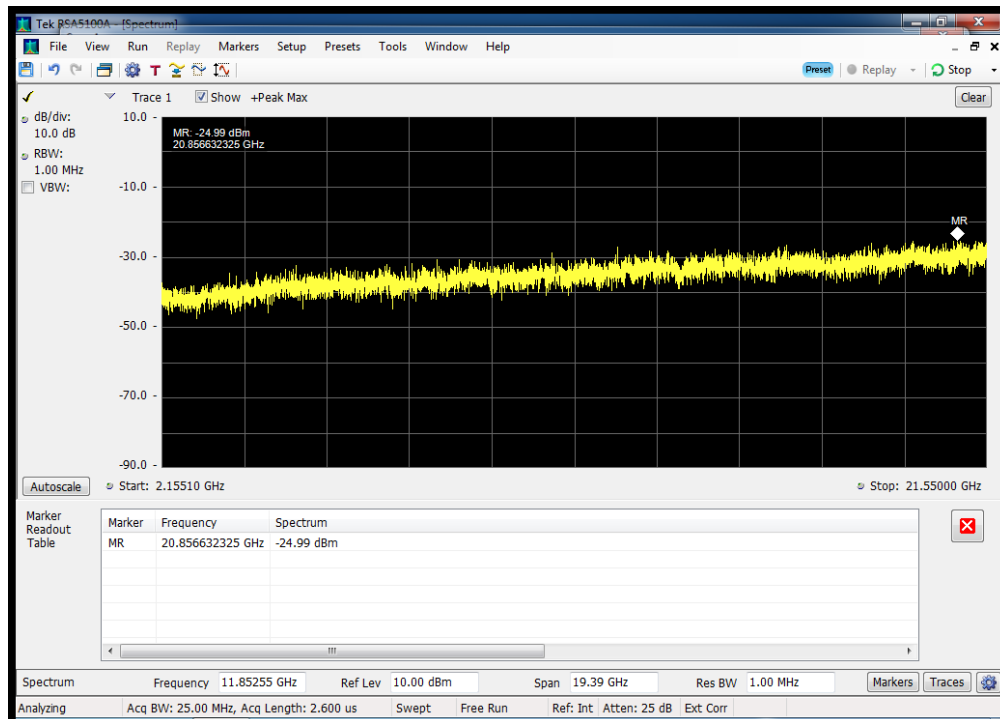 Tek RSA5100A - [Spectrum]
File View Run Replay Markers Setup Presets Tools Window Help
T Preset Replay Stop
Trace 1 Show +Peak Max Clear
dB/div:
10.0 dB
RBW:
1.00 MHz
VBW:
10.0
-10.0
-30.0
-50.0
-70.0
-90.0
MR: -24.99 dBm
20.856632325 GHz
MR
Autoscale Start: 2.15510 GHz Stop: 21.55000 GHz
Marker
Readout
Table
Marker Frequency Spectrum
MR 20.856632325 GHz -24.99 dBm
Spectrum Frequency 11.85255 GHz Ref Lev 10.00 dBm Span 19.39 GHz Res BW 1.00 MHz Markers Traces
Analyzing Acq BW: 25.00 MHz, Acq Length: 2.600 us Swept Free Run Ref: Int Atten: 25 dB Ext Corr